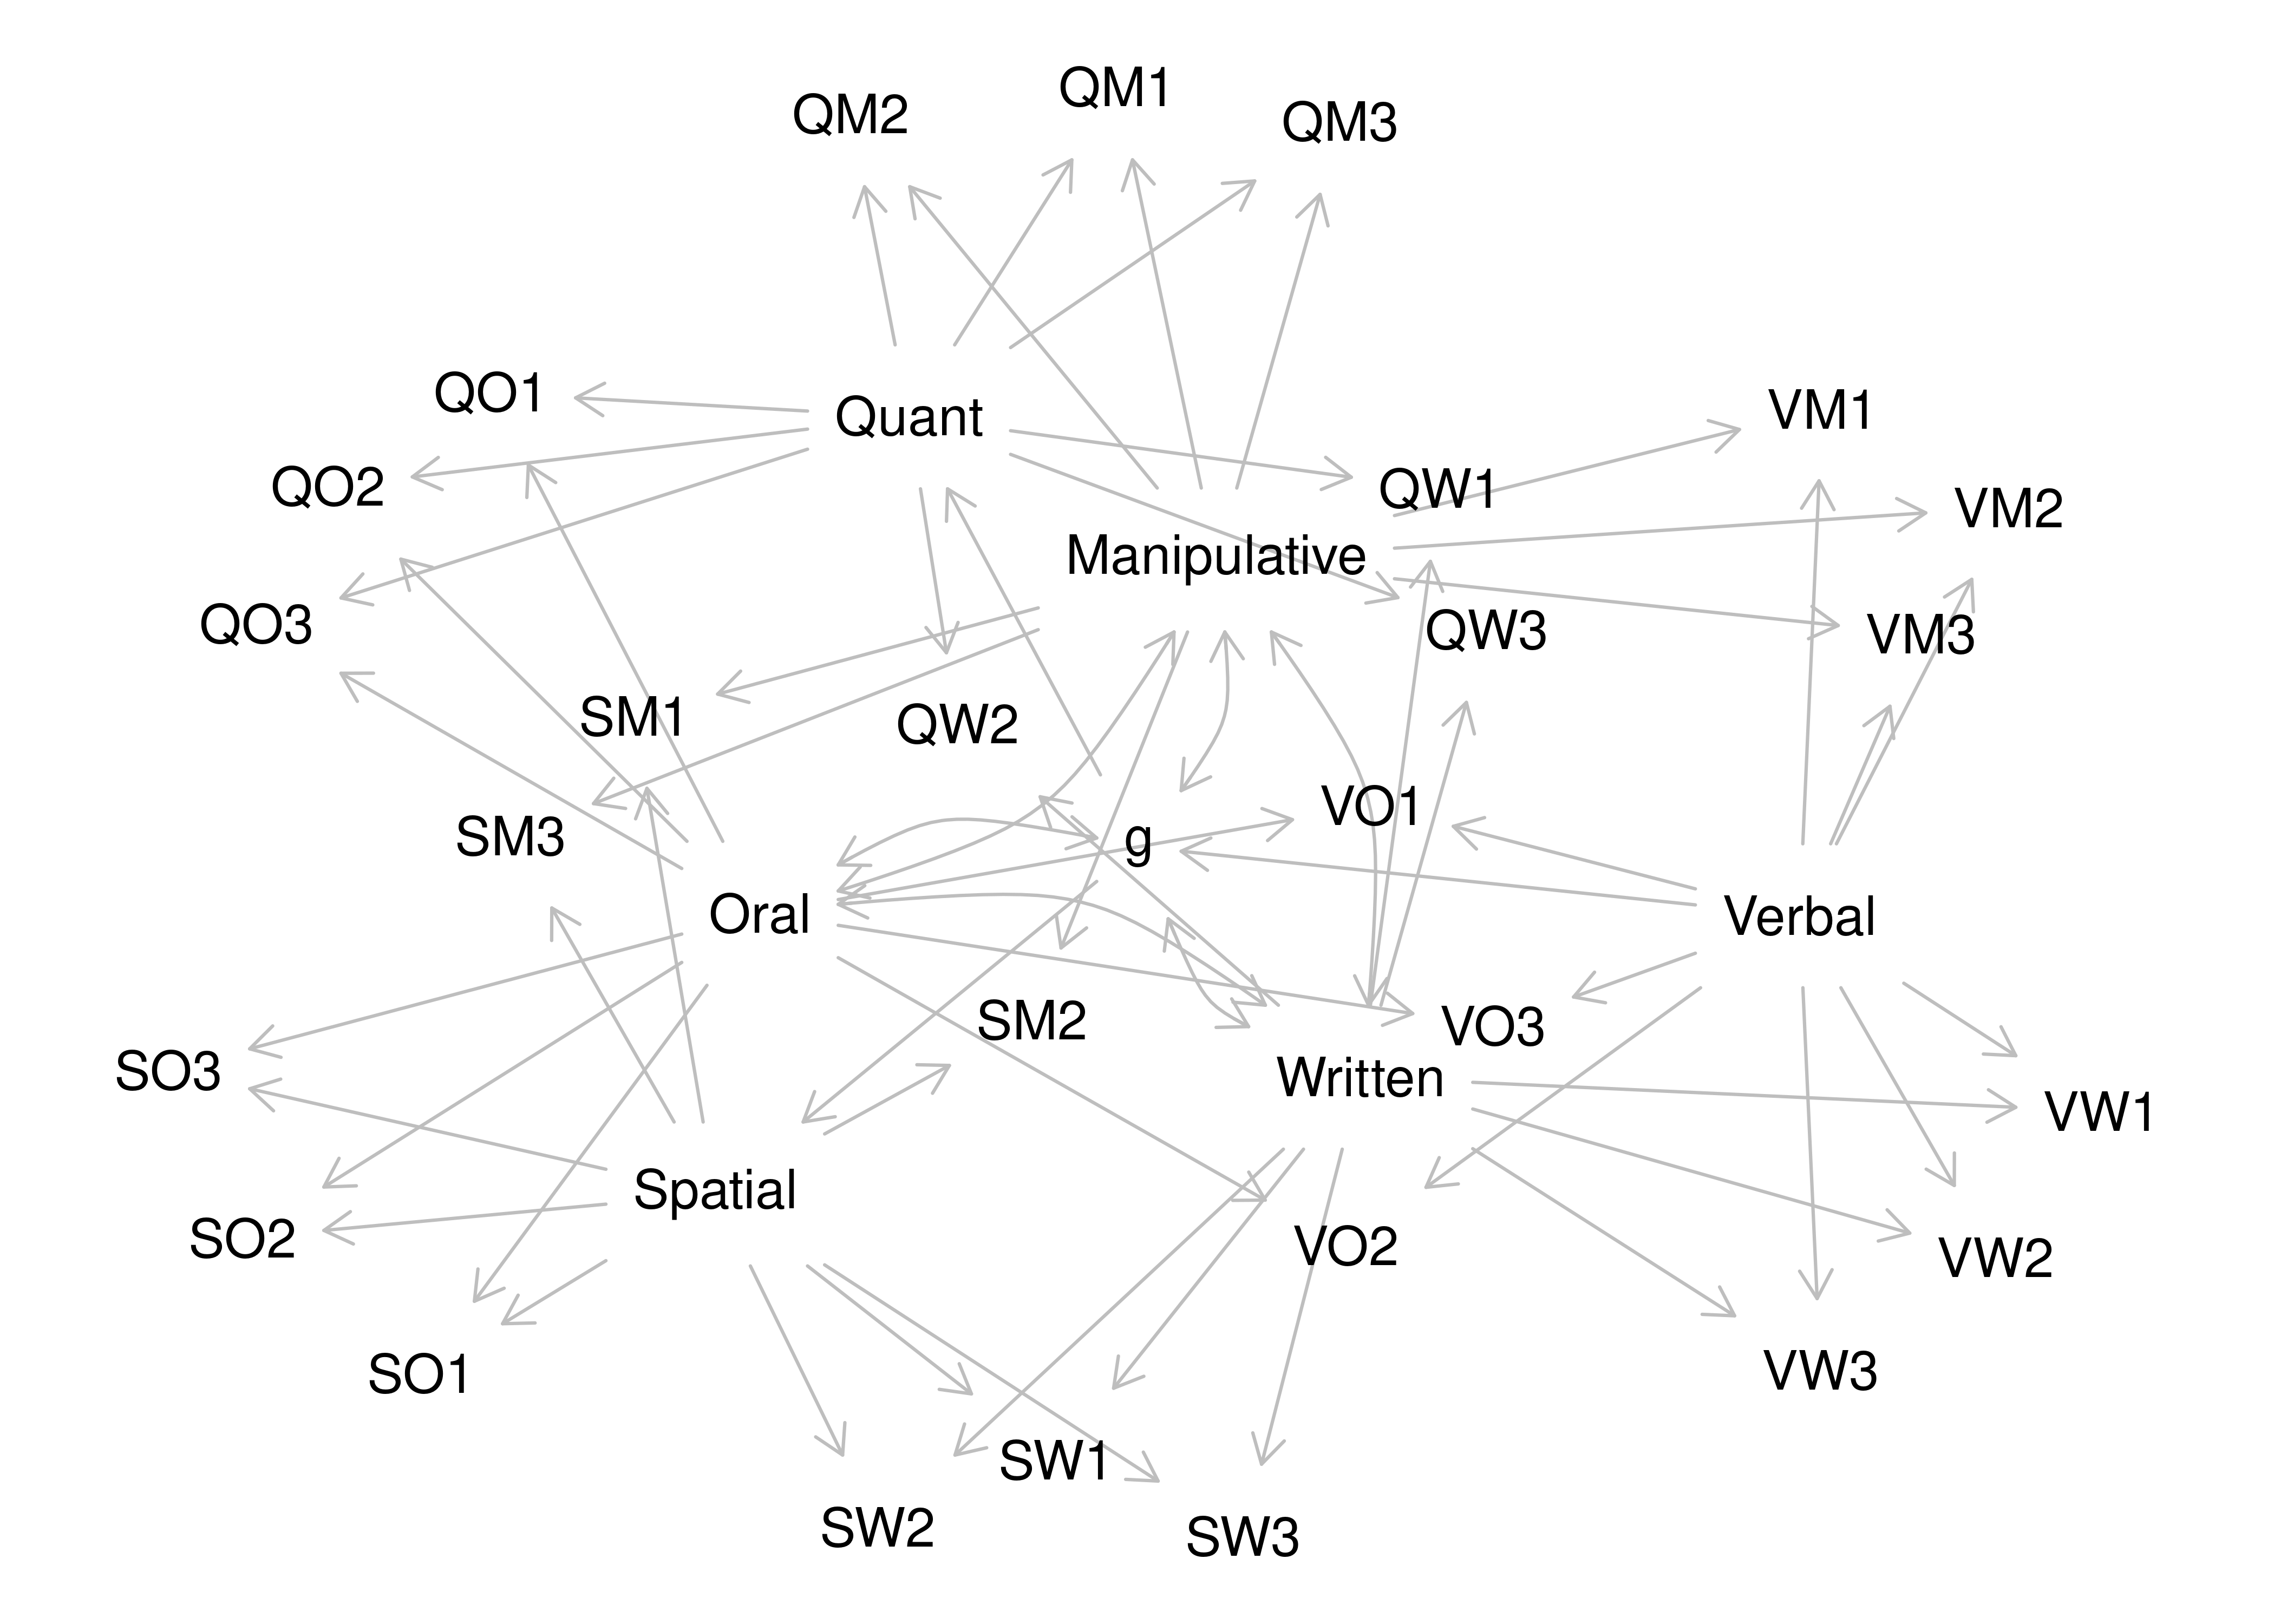 QM1
QM2
QM3
QO1
Quant
VM1
QO2
QW1
VM2
Manipulative
QO3
QW3
VM3
SM1
QW2
VO1
SM3
g
Oral
Verbal
SM2
VO3
SO3
Written
VW1
Spatial
SO2
VO2
VW2
SO1
VW3
SW1
SW2
SW3